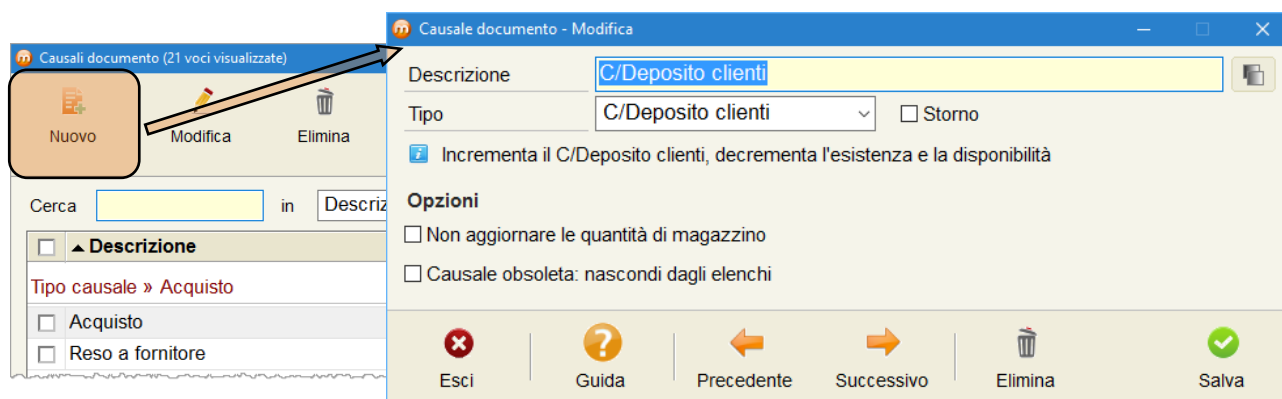 Causali documento (21 voci visualizzate)
Nuovo
Modifica
Elimina
Cerca
in
Descriz
Descrizione
Tipo causale » Acquisto
Acquisto
Reso a fornitore
Causale documento - Modifica
Descrizione
C/Deposito clienti
Tipo
C/Deposito clienti
Storno
Incrementa il C/Deposito clienti, decrementa l'esistenza e la disponibilità
Opzioni
Non aggiornare le quantità di magazzino
Causale obsoleta: nascondi dagli elenchi
Esci
Guida
Precedente
Successivo
Elimina
Salva